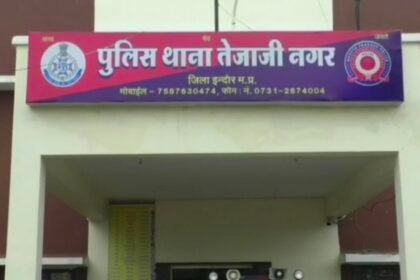 पुलिस थाना तेजाजी नगर
जिला इन्दौर म.प्र.
मोबाईल - 7587630474, फोन : नं. 0731-2874004